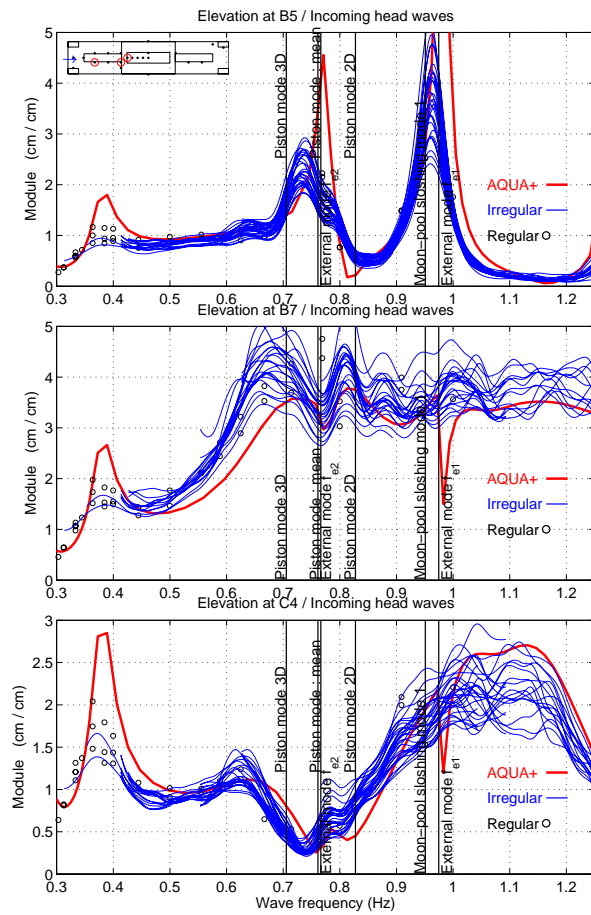 Elevation at B5 / Incoming head waves
5
4
3
2
1
0
Module (cm / cm)
Piston mode 3D
Piston mode : mean
External mode f e2
Piston mode 2D
Moon−pool sloshing mode 1
External mode f e1
AQUA+
Irregular
Regular
0.3 0.4 0.5 0.6 0.7 0.8 0.9 1 1.1 1.2
Elevation at B7 / Incoming head waves
5
4
3
2
1
0
Module (cm / cm)
Piston mode 3D
Piston mode : mean
External mode f e2
Piston mode 2D
Moon−pool sloshing mode 1
External mode f e1
AQUA+
Irregular
Regular
0.3 0.4 0.5 0.6 0.7 0.8 0.9 1 1.1 1.2
Elevation at C4 / Incoming head waves
3
2.5
2
1.5
1
0.5
0
Module (cm / cm)
Piston mode 3D
Piston mode : mean
External mode f e2
Piston mode 2D
Moon−pool sloshing mode 1
External mode f e1
AQUA+
Irregular
Regular
0.3 0.4 0.5 0.6 0.7 0.8 0.9 1 1.1 1.2
Wave frequency (Hz)